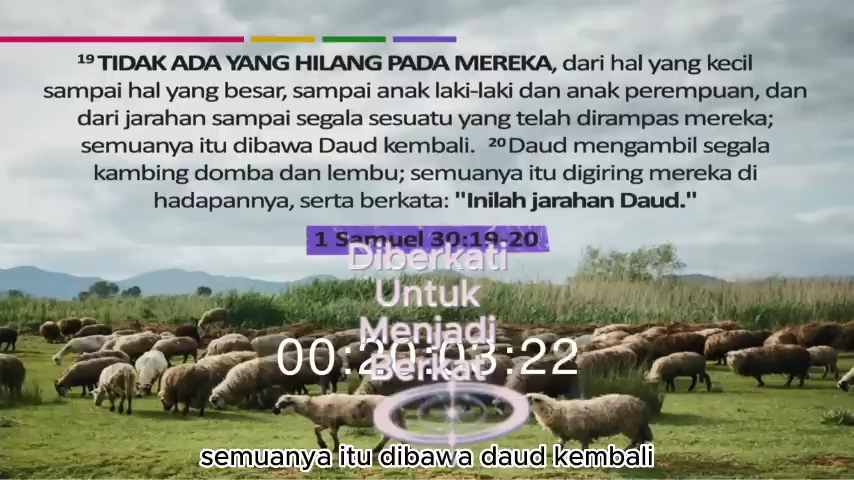 ¹⁹ TIDAK ADA YANG HILANG PADA MEREKA, dari hal yang kecil
sampai hal yang besar, sampai anak laki-laki dan anak perempuan, dan
dari jarahan sampai segala sesuatu yang telah dirampas mereka;
semuanya itu dibawa Daud kembali. ²⁰ Daud mengambil segala
kambing domba dan lembu; semuanya itu digiring mereka di
hadapannya, serta berkata: "Inilah jarahan Daud."
1 Samuel 30:19-20
Diberkati
Untuk
Menjadi
Berkat
00:20:03:22
semuanya itu dibawa daud kembali